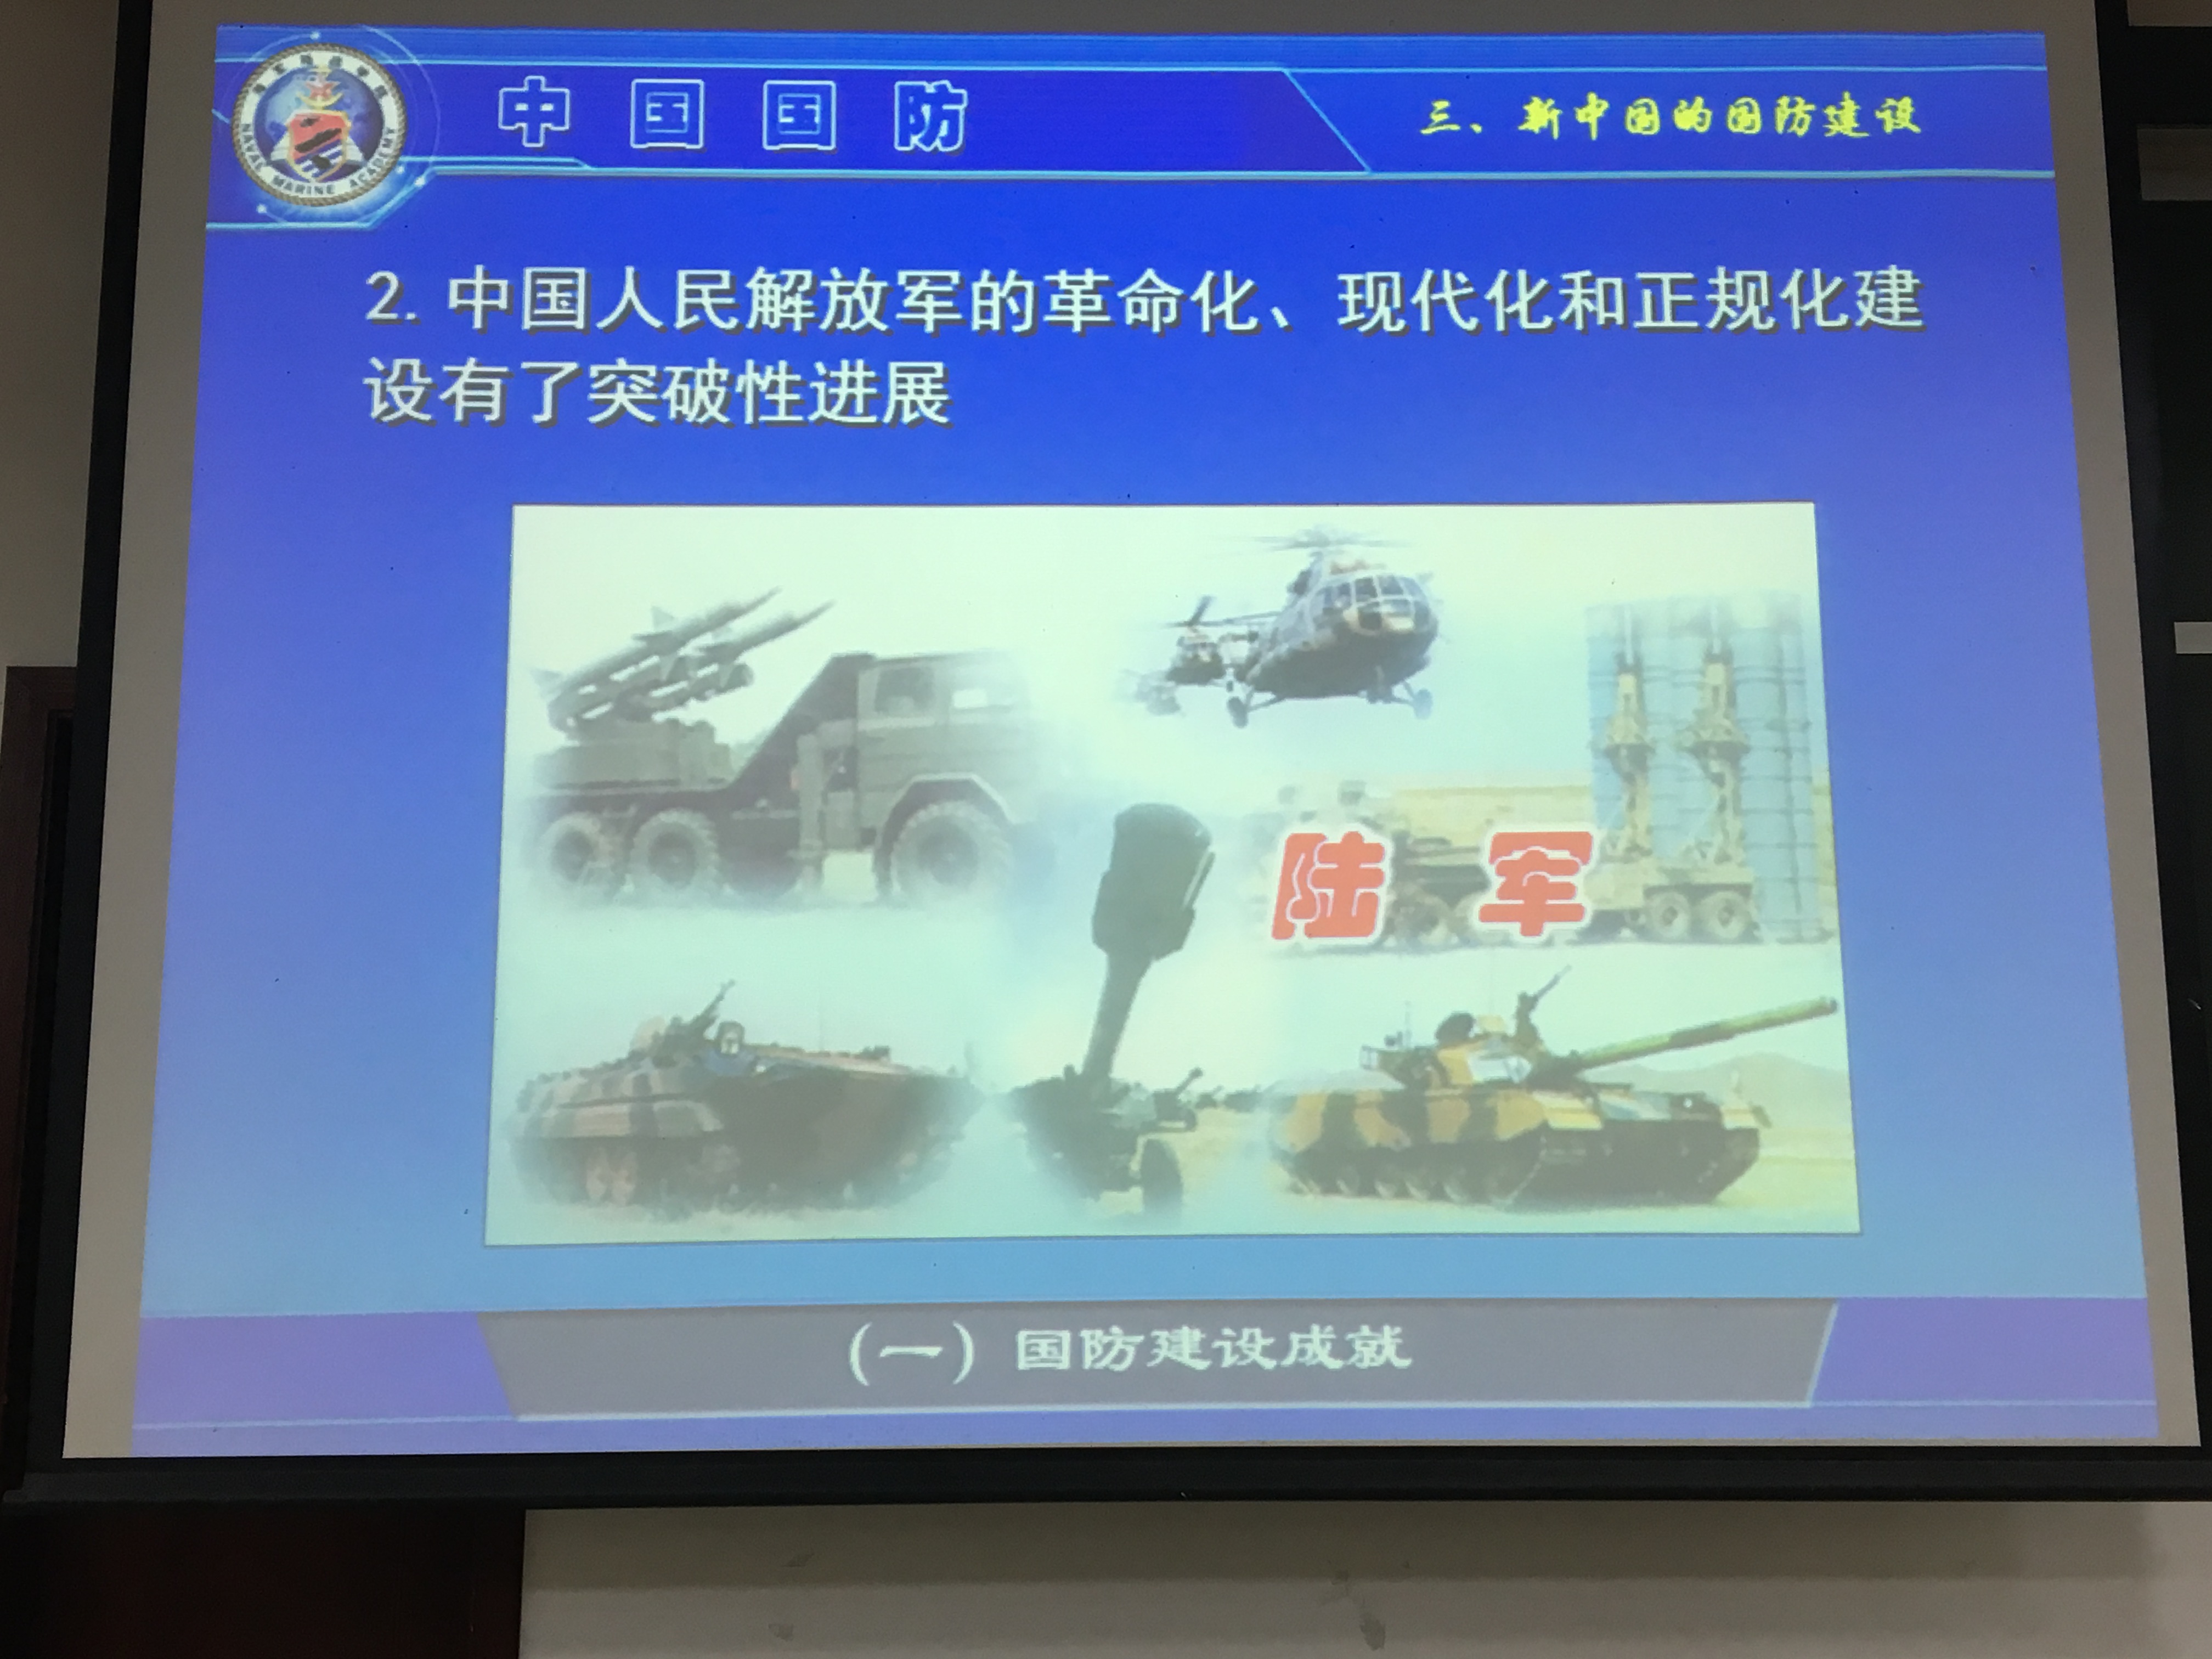 中国国防
三、新中国的国防建设
NAVAL MARINE ACADEMY
2. 中国人民解放军的革命化、现代化和正规化建
设有了突破性进展
陆军
(一) 国防建设成就